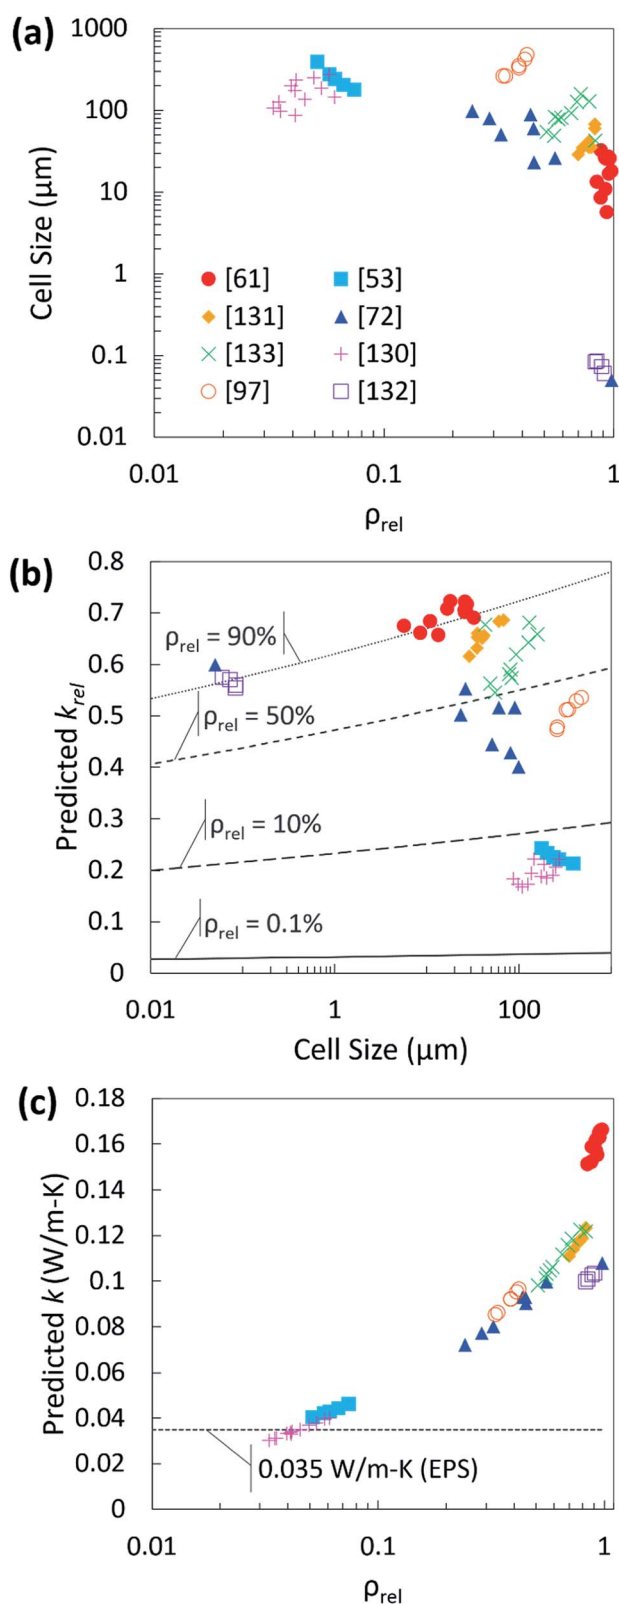 (a)
1000
100
10
1
0.1
0.01
Cell Size (µm)
[61] [53]
[131] [72]
[133] [130]
[97] [132]
0.01 0.1 1
ρrel
(b)
0.8
0.7
0.6
0.5
0.4
0.3
0.2
0.1
0
Predicted krel
ρrel = 90%
ρrel = 50%
ρrel = 10%
ρrel = 0.1%
0.01 1 100
Cell Size (µm)
(c)
0.18
0.16
0.14
0.12
0.1
0.08
0.06
0.04
0.02
0
Predicted k (W/m-K)
0.035 W/m-K (EPS)
0.01 0.1 1
ρrel